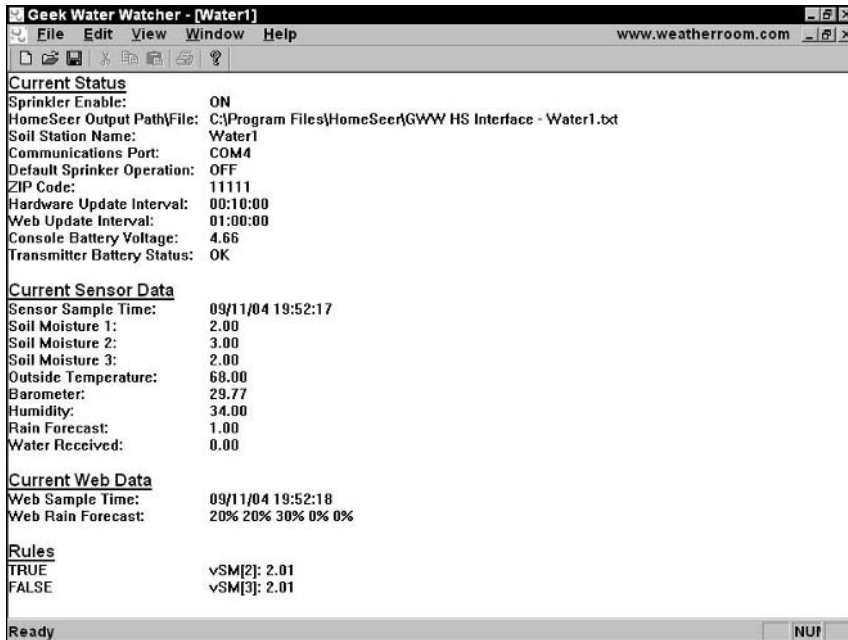 Geek Water Watcher - [Water1]
File Edit View Window Help www.weatherroom.com
Current Status
Sprinkler Enable: ON
HomeSeer Output Path\File: C:\Program Files\HomeSeer\GWW HS Interface - Water1.txt
Soil Station Name: Water1
Communications Port: COM4
Default Sprinker Operation: OFF
ZIP Code: 11111
Hardware Update Interval: 00:10:00
Web Update Interval: 01:00:00
Console Battery Voltage: 4.66
Transmitter Battery Status: OK
Current Sensor Data
Sensor Sample Time: 09/11/04 19:52:17
Soil Moisture 1: 2.00
Soil Moisture 2: 3.00
Soil Moisture 3: 2.00
Outside Temperature: 68.00
Barometer: 29.77
Humidity: 34.00
Rain Forecast: 1.00
Water Received: 0.00
Current Web Data
Web Sample Time: 09/11/04 19:52:18
Web Rain Forecast: 20% 20% 30% 0% 0%
Rules
TRUE vSM[2]: 2.01
FALSE vSM[3]: 2.01
Ready